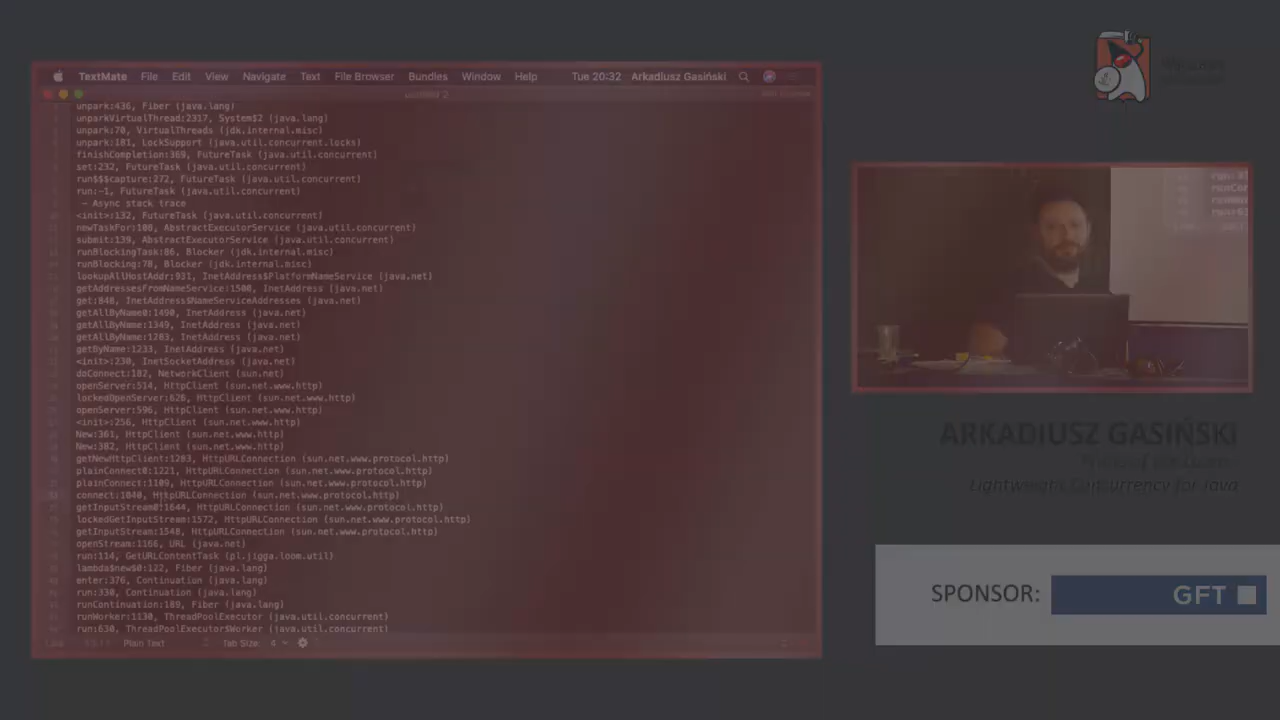 TextMate File Edit View Navigate Text File Browser Bundles Window Help Tue 20:32 Arkadiusz Gasiński
untitled 2
unpark:436, Fiber (java.lang)
unparkVirtualThread:2317, System$2 (java.lang)
unpark:70, VirtualThreads (jdk.internal.misc)
unpark:181, LockSupport (java.util.concurrent.locks)
finishCompletion:369, FutureTask (java.util.concurrent)
set:232, FutureTask (java.util.concurrent)
run$$$capture:272, FutureTask (java.util.concurrent)
run:-1, FutureTask (java.util.concurrent)
- Async stack trace
<init>:132, FutureTask (java.util.concurrent)
newTaskFor:108, AbstractExecutorService (java.util.concurrent)
submit:139, AbstractExecutorService (java.util.concurrent)
runBlockingTask:86, Blocker (jdk.internal.misc)
runBlocking:78, Blocker (jdk.internal.misc)
lookupAllHostAddr:931, InetAddress$PlatformNameService (java.net)
getAddressesFromNameService:1500, InetAddress (java.net)
get:848, InetAddress$NameServiceAddresses (java.net)
getAllByName0:1490, InetAddress (java.net)
getAllByName:1349, InetAddress (java.net)
getAllByName:1283, InetAddress (java.net)
getByName:1233, InetAddress (java.net)
<init>:230, InetSocketAddress (java.net)
doConnect:182, NetworkClient (sun.net)
openServer:514, HttpClient (sun.net.www.http)
lockedOpenServer:626, HttpClient (sun.net.www.http)
openServer:596, HttpClient (sun.net.www.http)
<init>:256, HttpClient (sun.net.www.http)
New:361, HttpClient (sun.net.www.http)
New:382, HttpClient (sun.net.www.http)
getNewHttpClient:1283, HttpURLConnection (sun.net.www.protocol.http)
plainConnect0:1221, HttpURLConnection (sun.net.www.protocol.http)
plainConnect:1109, HttpURLConnection (sun.net.www.protocol.http)
connect:1040, HttpURLConnection (sun.net.www.protocol.http)
getInputStream0:1644, HttpURLConnection (sun.net.www.protocol.http)
lockedGetInputStream:1572, HttpURLConnection (sun.net.www.protocol.http)
getInputStream:1548, HttpURLConnection (sun.net.www.protocol.http)
openStream:1166, URL (java.net)
run:114, GetURLContentTask (pl.jigga.loom.util)
lambda$new$0:122, Fiber (java.lang)
enter:376, Continuation (java.lang)
run:330, Continuation (java.lang)
runContinuation:189, Fiber (java.lang)
runWorker:1130, ThreadPoolExecutor (java.util.concurrent)
run:630, ThreadPoolExecutor$Worker (java.util.concurrent)
Plain Text Tab Size: 4
ARKADIUSZ GASIŃSKI
Lightweight Concurrency for Java
SPONSOR: GFT